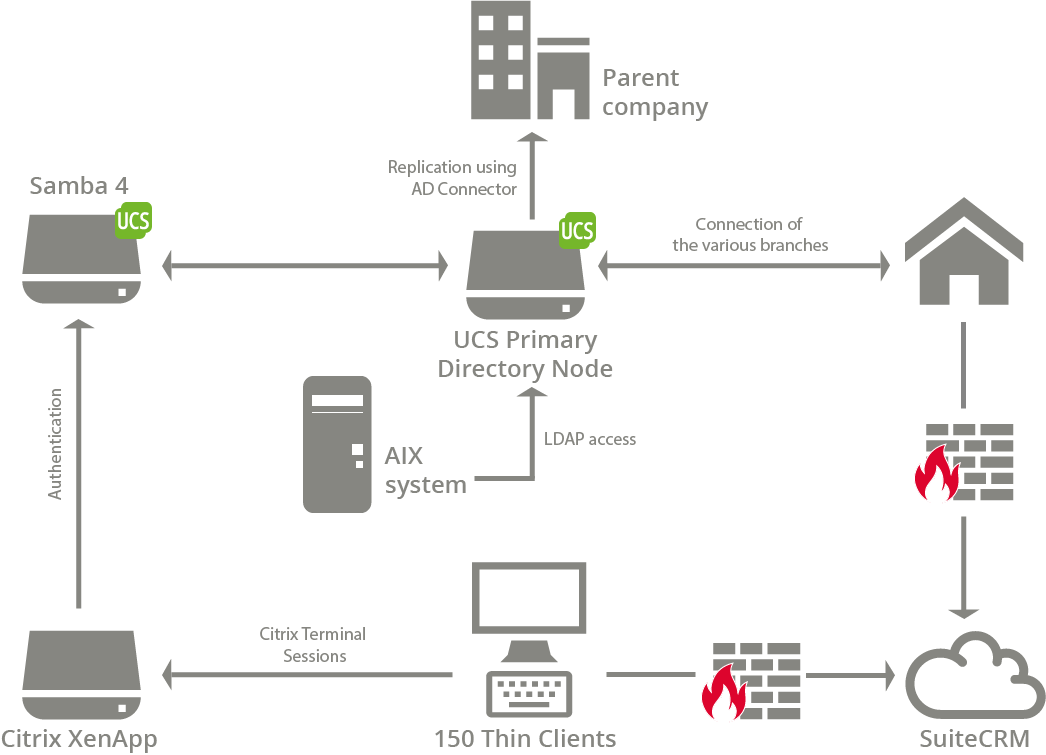 Parent
company
Replication using
AD Connector
Samba 4
UCS
UCS
Connection of
the various branches
UCS Primary
Directory Node
Authentication
LDAP access
AIX
system
Citrix Terminal
Sessions
Citrix XenApp
150 Thin Clients
SuiteCRM